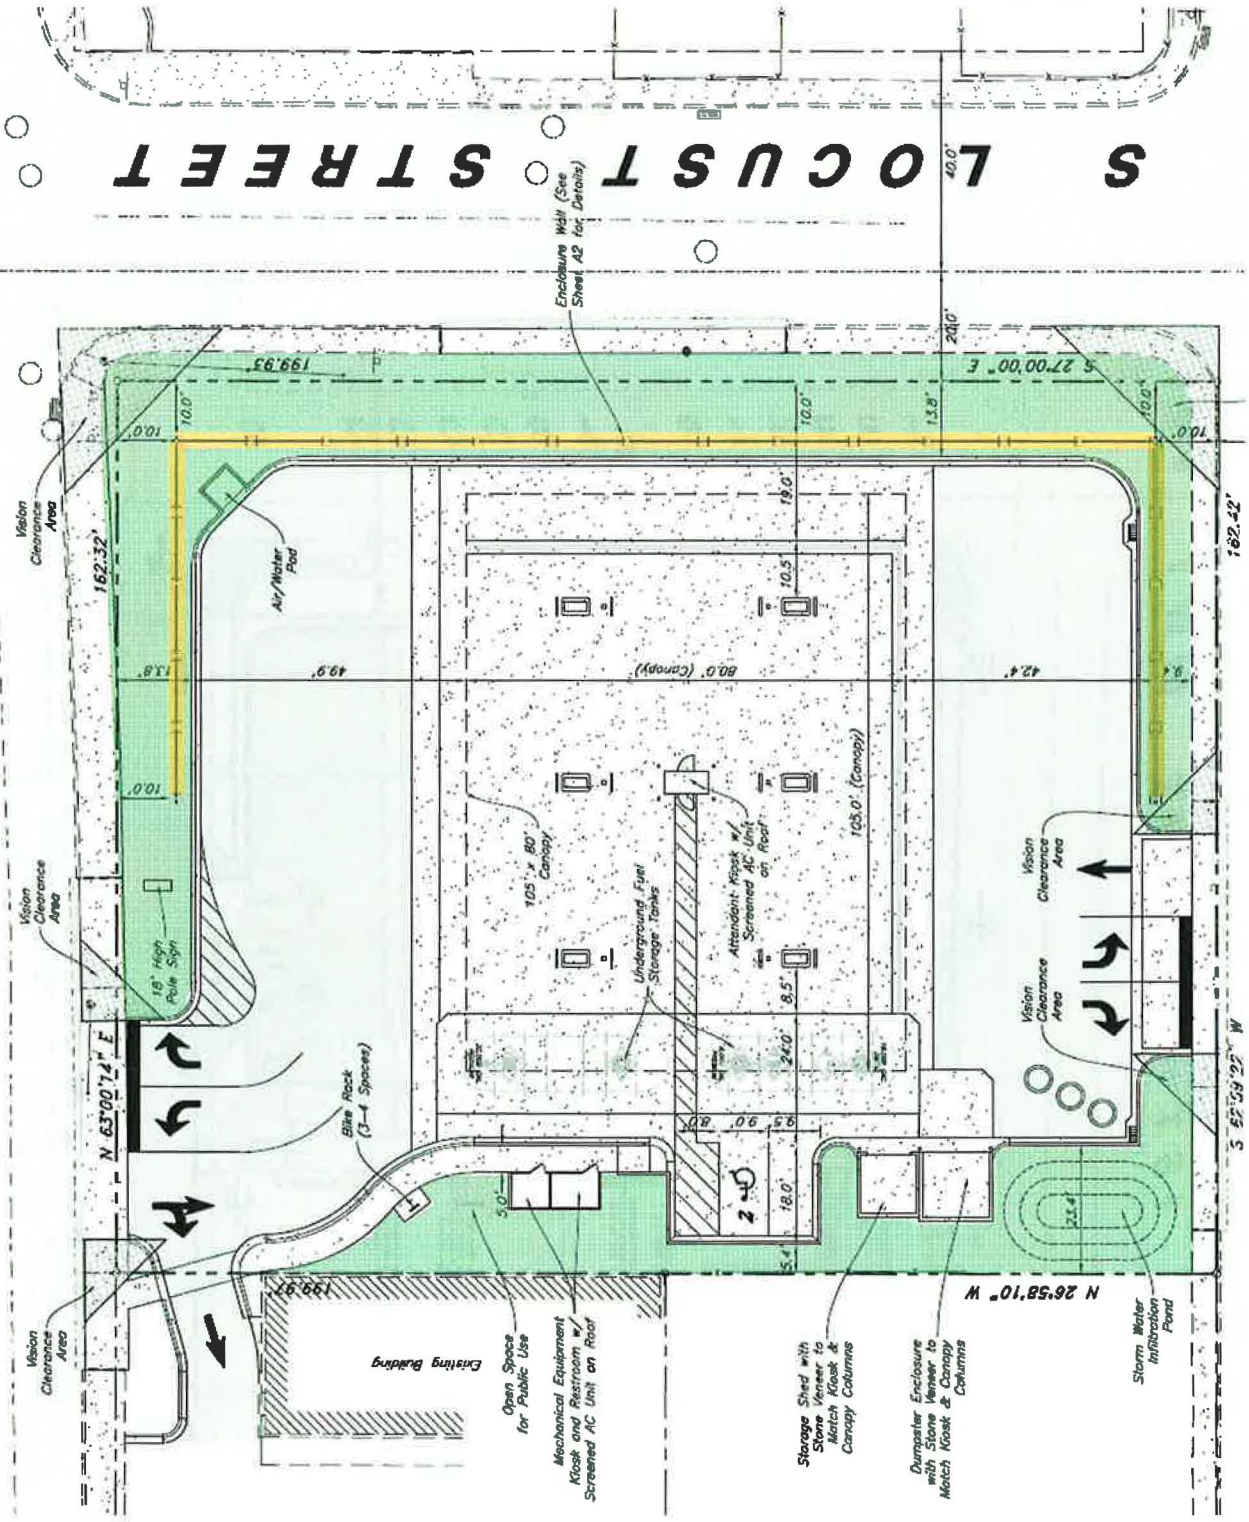 S LOCUST STREET
40.0'
20.0'
Enclosure Wall (See
Sheet A2 for Details)
199.93'
S 27°00'00" E
10.0'
10.0'
10.0'
13.8'
10.0'
10.0'
Vision
Clearance
Area
162.32'
Air/Water
Pad
13.8'
49.9'
80.0' (Canopy)
42.4'
19.0'
10.5'
162.42'
10.0'
105' x 80'
Canopy
105.0' (Canopy)
Vision
Clearance
Area
18' High
Pole Sign
Underground Fuel
Storage Tanks
Attendant Kiosk w/
Screened AC Unit
on Roof
8.5'
24.0'
Vision
Clearance
Area
Vision
Clearance
Area
N 63°00'14" E
Bike Rack
(3-4 Spaces)
8.0'
9.0'
9.5'
5.0'
2
18.0'
5.4'
23.4'
Vision
Clearance
Area
199.97'
N 26°58'10" W
Existing Building
Open Space
for Public Use
Mechanical Equipment
Kiosk and Restroom w/
Screened AC Unit on Roof
Storage Shed with
Stone Veneer to
Match Kiosk &
Canopy Columns
Dumpster Enclosure
with Stone Veneer to
Match Kiosk & Canopy
Columns
Storm Water
Infiltration
Pond